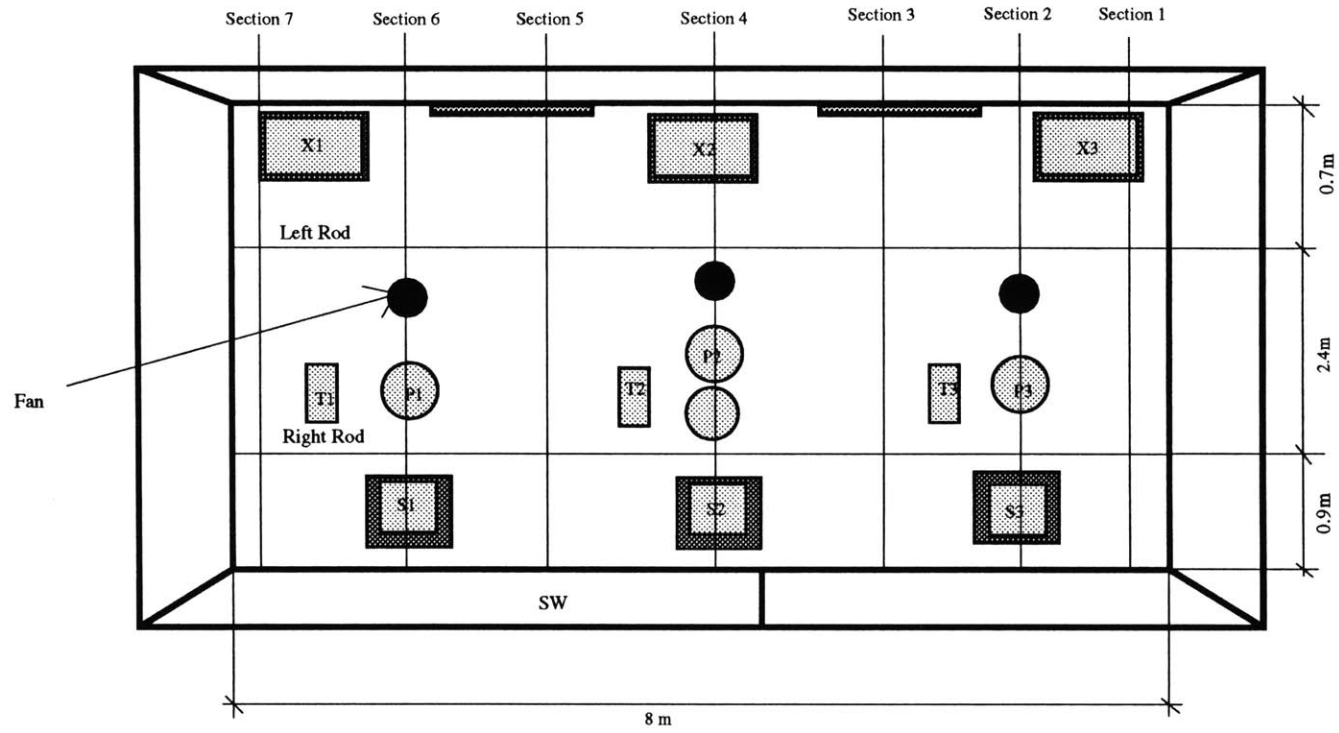 Section 7
Section 6
Section 5
Section 4
Section 3
Section 2
Section 1
X1
X2
X3
0.7m
Left Rod
2.4m
P2
Fan
T1
P1
T2
T3
P3
Right Rod
S1
S2
S3
0.9m
SW
8 m